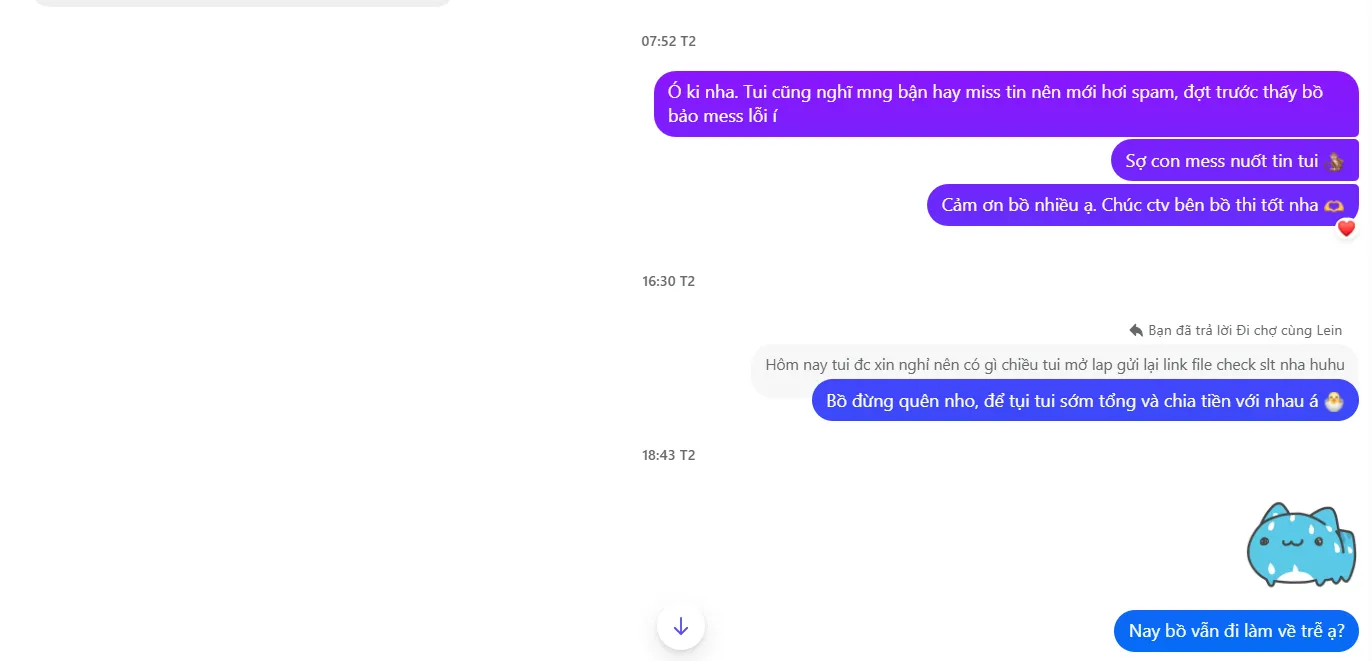 07:52 T2
Ó ki nha. Tui cũng nghĩ mng bận hay miss tin nên mới hơi spam, đợt trước thấy bồ
bảo mess lỗi í
Sợ con mess nuốt tin tui
Cảm ơn bồ nhiều ạ. Chúc ctv bên bồ thi tốt nha
16:30 T2
Bạn đã trả lời Đi chợ cùng Lein
Hôm nay tui đc xin nghỉ nên có gì chiều tui mở lap gửi lại link file check slt nha huhu
Bồ đừng quên nho, để tụi tui sớm tổng và chia tiền với nhau á
18:43 T2
Nay bồ vẫn đi làm về trễ ạ?